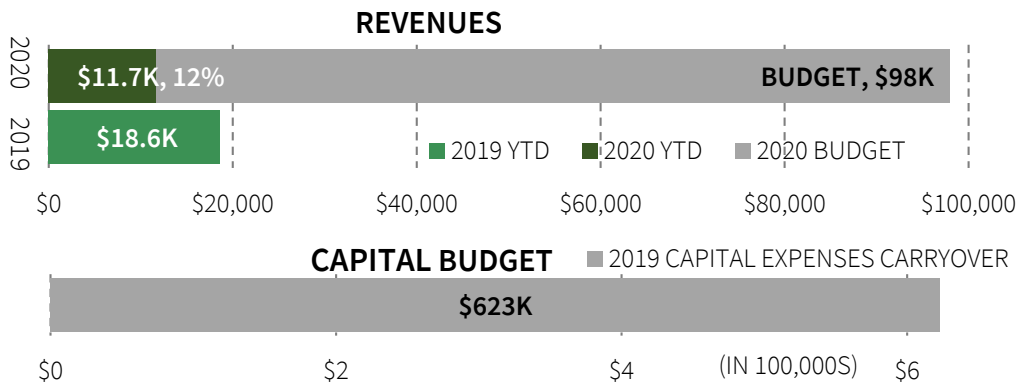 REVENUES
2020
$11.7K, 12%
BUDGET, $98K
2019
$18.6K
2019 YTD
2020 YTD
2020 BUDGET
$0
$20,000
$40,000
$60,000
$80,000
$100,000
CAPITAL BUDGET
2019 CAPITAL EXPENSES CARRYOVER
$623K
$0
$2
$4
(IN 100,000S)
$6